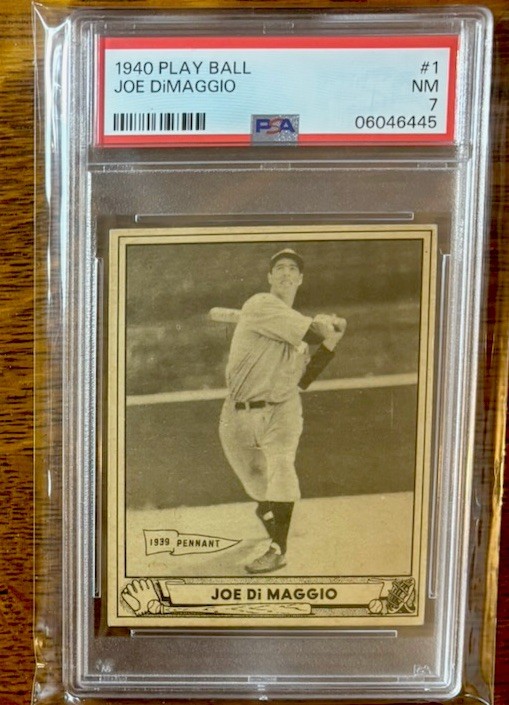 1940 PLAY BALL #1
JOE DiMAGGIO NM
7
PSA 06046445
1939 PENNANT
JOE Di MAGGIO